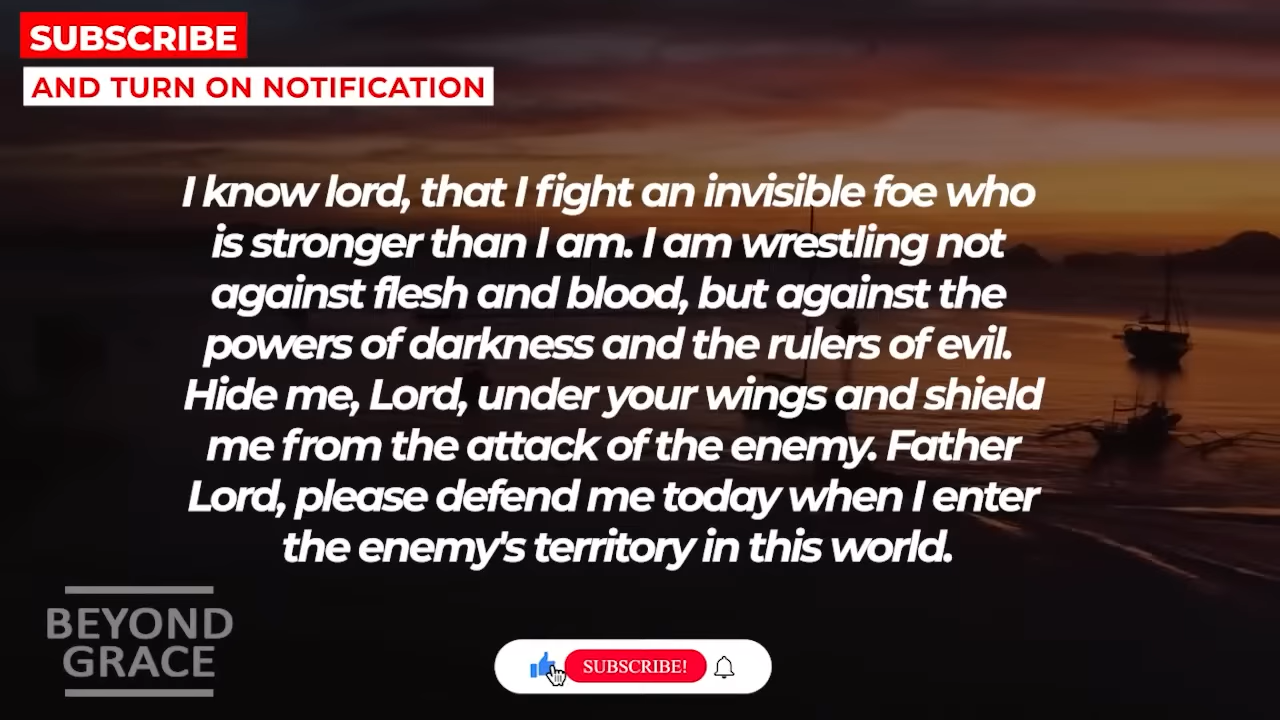 SUBSCRIBE
AND TURN ON NOTIFICATION
I know lord, that I fight an invisible foe who
is stronger than I am. I am wrestling not
against flesh and blood, but against the
powers of darkness and the rulers of evil.
Hide me, Lord, under your wings and shield
me from the attack of the enemy. Father
Lord, please defend me today when I enter
the enemy's territory in this world.
BEYOND
GRACE
SUBSCRIBE!